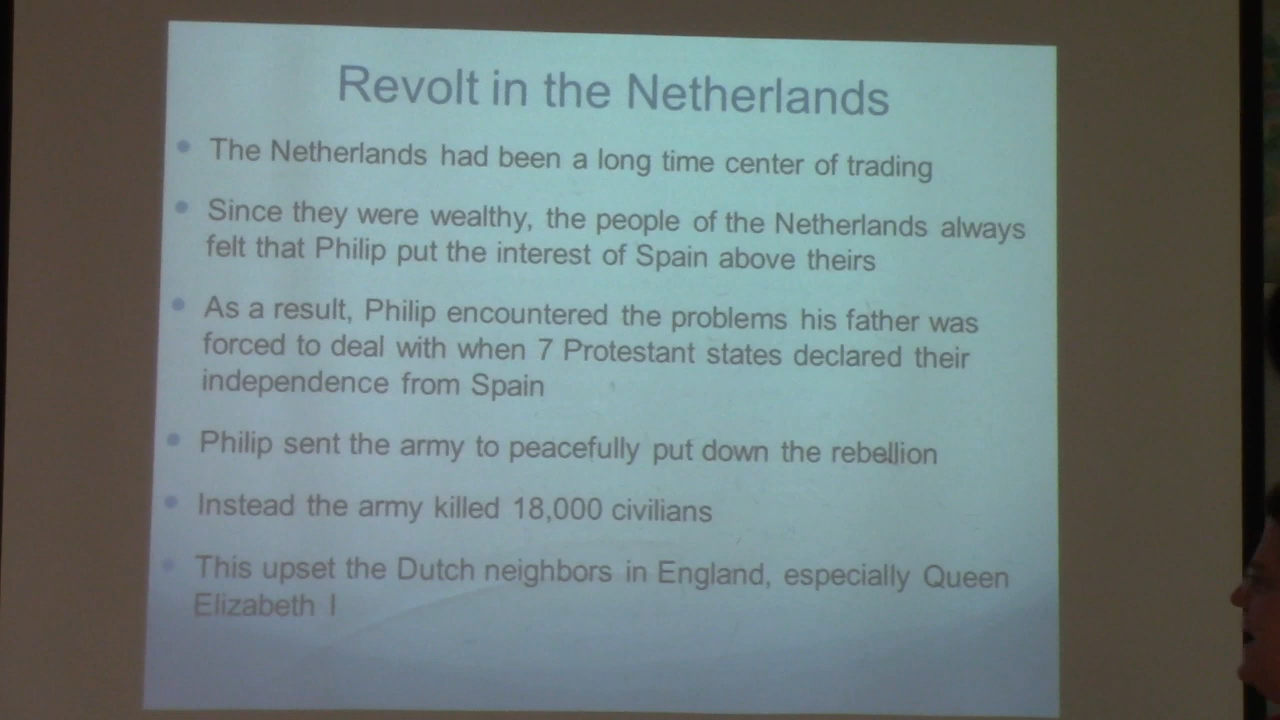 Revolt in the Netherlands
• The Netherlands had been a long time center of trading
• Since they were wealthy, the people of the Netherlands always
felt that Philip put the interest of Spain above theirs
• As a result, Philip encountered the problems his father was
forced to deal with when 7 Protestant states declared their
independence from Spain
• Philip sent the army to peacefully put down the rebellion
• Instead the army killed 18,000 civilians
• This upset the Dutch neighbors in England, especially Queen
Elizabeth I